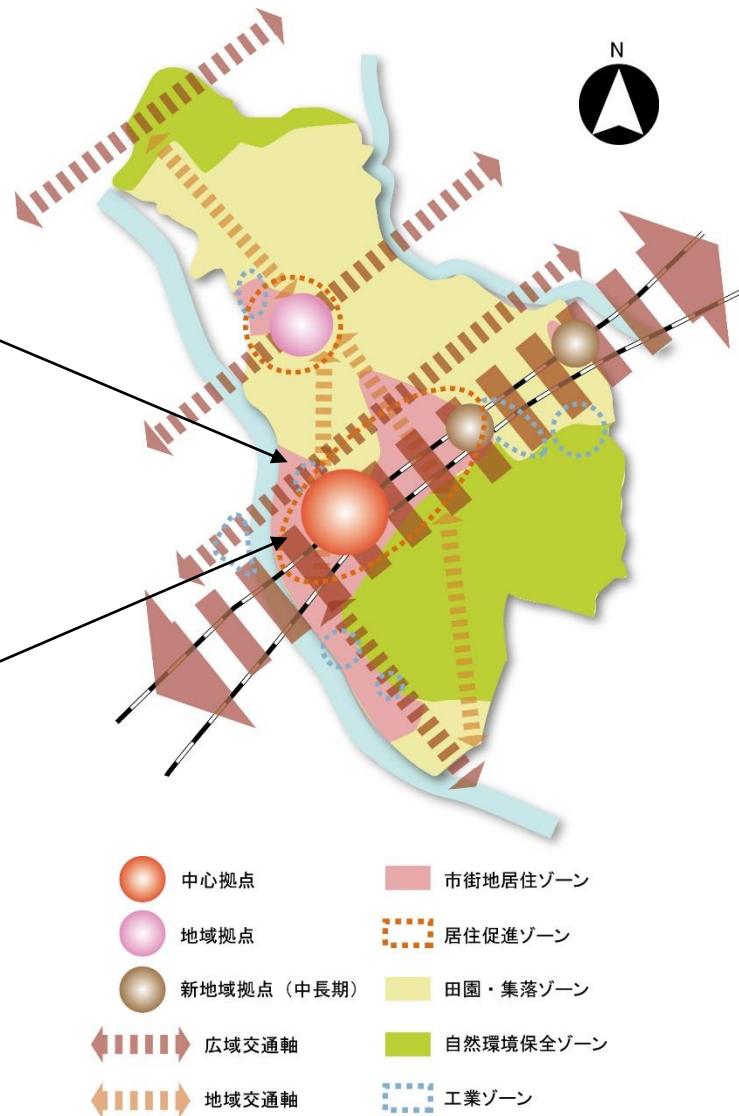 N
中心拠点
市街地居住ゾーン
地域拠点
居住促進ゾーン
新地域拠点（中長期）
田園・集落ゾーン
広域交通軸
自然環境保全ゾーン
地域交通軸
工業ゾーン